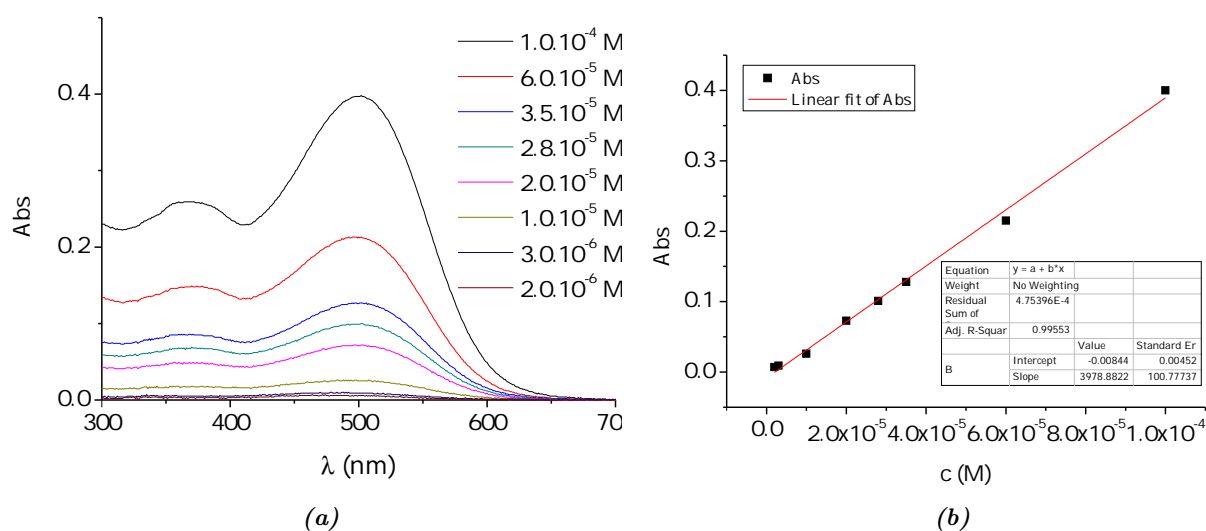 0.4
0.2
0.0
Abs
300
400
500
600
70
λ (nm)
1.0.10⁻⁴ M
6.0.10⁻⁵ M
3.5.10⁻⁵ M
2.8.10⁻⁵ M
2.0.10⁻⁵ M
1.0.10⁻⁵ M
3.0.10⁻⁶ M
2.0.10⁻⁶ M
(a)
Abs
Linear fit of Abs
0.4
0.3
0.2
0.1
0.0
Abs
Equation y = a + b*x
Weight No Weighting
Residual 4.75396E-4
Sum of
Adj. R-Squar 0.99553
Value Standard Er
B Intercept -0.00844 0.00452
Slope 3978.8822 100.77737
0.0
2.0x10⁻⁵
4.0x10⁻⁵
6.0x10⁻⁵
8.0x10⁻⁵
1.0x10⁻⁴
c (M)
(b)